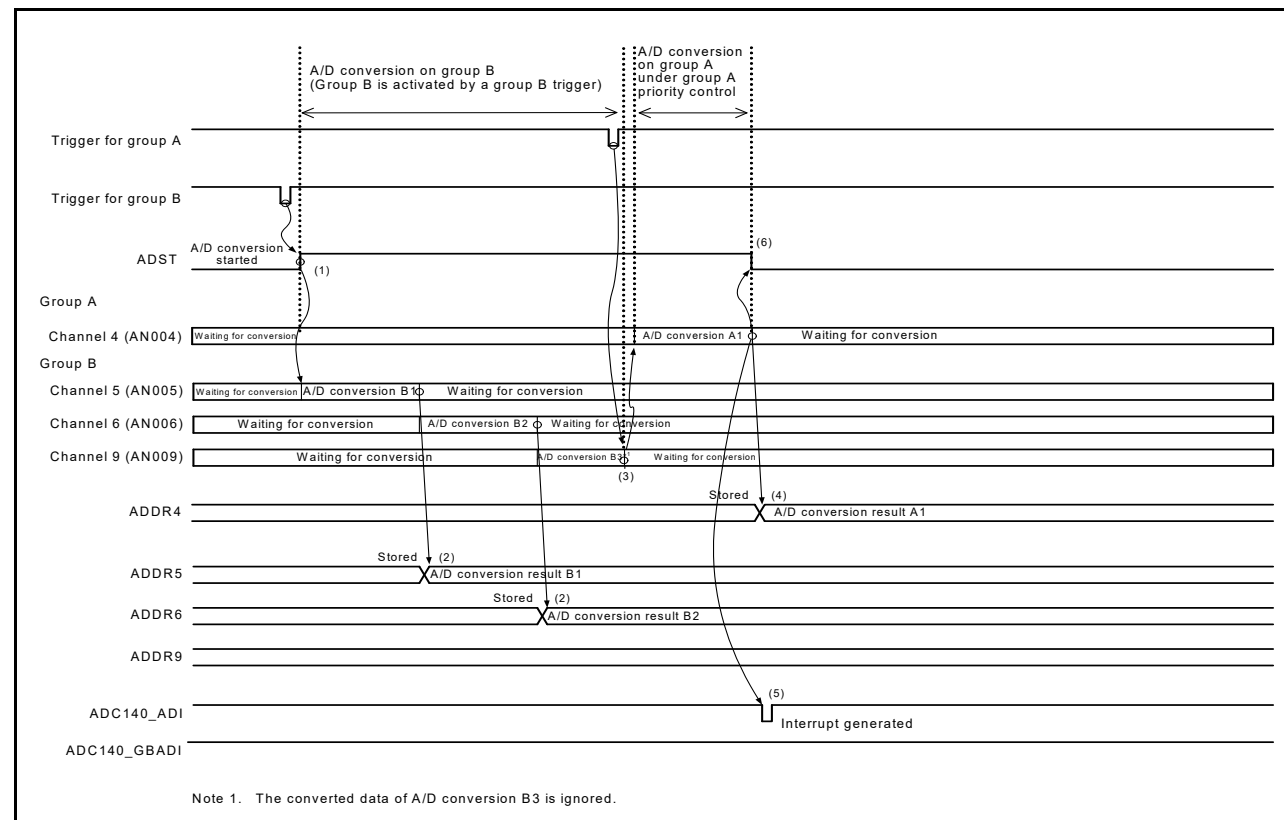 A/D conversion
on group A
under group A
priority control
A/D conversion on group B
(Group B is activated by a group B trigger)
Trigger for group A
Trigger for group B
A/D conversion
started
ADST
(1)
(6)
Group A
Channel 4 (AN004)
Waiting for conversion
A/D conversion A1
Waiting for conversion
Group B
Channel 5 (AN005)
Waiting for conversion
A/D conversion B1
Waiting for conversion
Channel 6 (AN006)
Waiting for conversion
A/D conversion B2
Waiting for conversion
Channel 9 (AN009)
Waiting for conversion
A/D conversion B3
Waiting for conversion
(3)
Stored
(4)
ADDR4
A/D conversion result A1
Stored
(2)
ADDR5
A/D conversion result B1
Stored
(2)
ADDR6
A/D conversion result B2
ADDR9
(5)
ADC140_ADI
Interrupt generated
ADC140_GBADI
Note 1. The converted data of A/D conversion B3 is ignored.